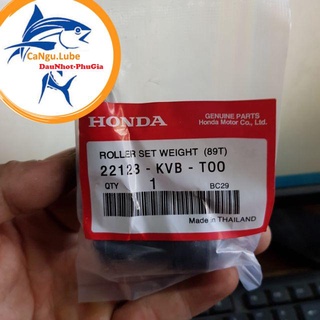 CaNgu.Lube
DauNhot-PhuGia
HONDA
GENUINE PARTS
Honda Motor Co., Ltd.
ROLLER SET WEIGHT (89T)
22123 - KVB - T00
QTY 1 BC29
Made in THAILAND